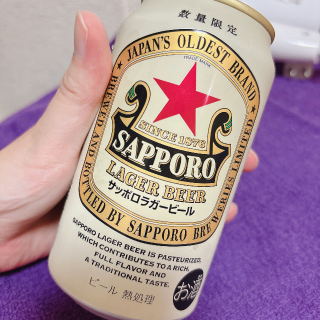 数量限定
JAPAN'S OLDEST BRAND
TRADE MARK
SINCE 1876
SAPPORO
LAGER BEER
サッポロラガービール
BREWED AND BOTTLED BY SAPPORO BREWERIES LIMITED
SAPPORO LAGER BEER IS PASTEURIZED,
WHICH CONTRIBUTES TO A RICH,
FULL FLAVOR AND
A TRADITIONAL TASTE.
ビール 熱処理
お酒